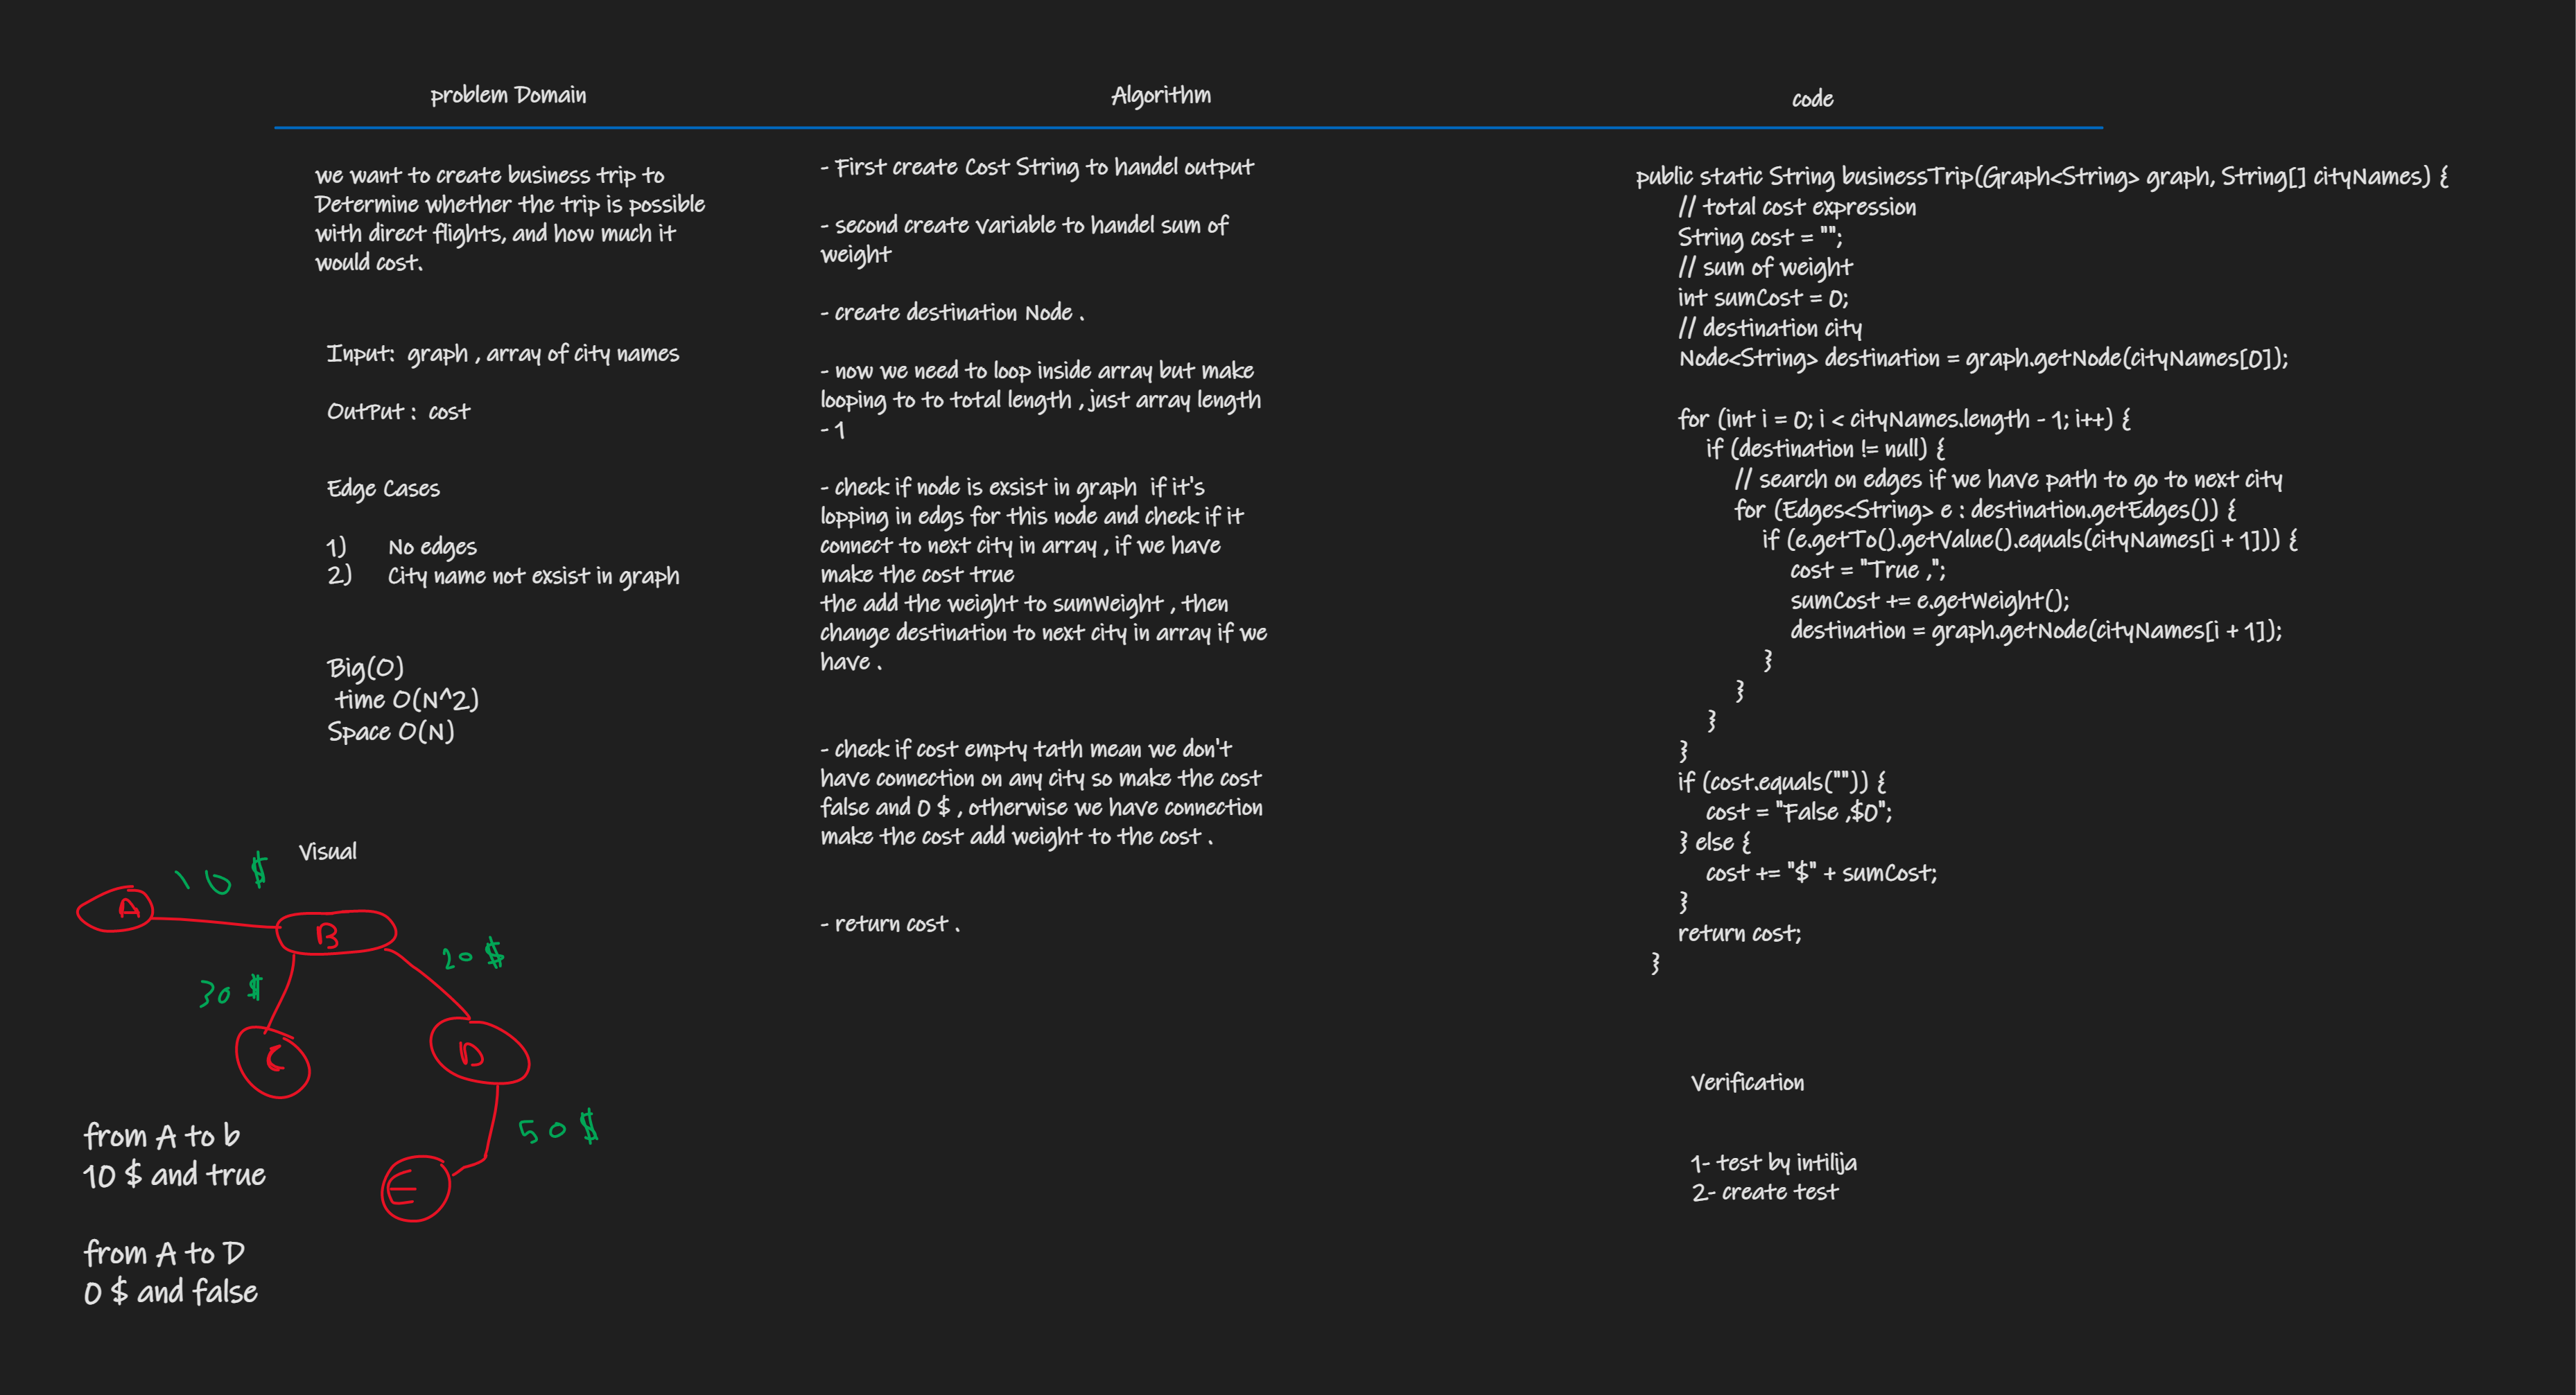 problem Domain
we want to create business trip to
Determine whether the trip is possible
with direct flights, and how much it
would cost.
Input:  graph , array of city names
OutPut :  cost
Edge Cases
1)     No edges
2)     City name not exsist in graph
Big(O)
time O(N^2)
Space O(N)
Visual
10 $
A
B
20 $
30 $
C
D
50 $
E
from A to b
10 $ and true
from A to D
0 $ and false
Algorithm
- First create Cost String to handel output
- second create Variable to handel sum of
weight
- create destination Node .
- now we need to loop inside array but make
looping to to total length , just array length
- 1
- check if node is exsist in graph  if it's
lopping in edgs for this node and check if it
connect to next city in array , if we have
make the cost true
the add the weight to sumWeight , then
change destination to next city in array if we
have .
- check if cost empty tath mean we don't
have connection on any city so make the cost
false and 0 $ , otherwise we have connection
make the cost add weight to the cost .
- return cost .
code
public static String businessTrip(Graph<String> graph, String[] cityNames) {
// total cost expression
String cost = "";
// sum of weight
int sumCost = 0;
// destination city
Node<String> destination = graph.getNode(cityNames[0]);
for (int i = 0; i < cityNames.length - 1; i++) {
if (destination != null) {
// search on edges if we have path to go to next city
for (Edges<String> e : destination.getEdges()) {
if (e.getTo().getValue().equals(cityNames[i + 1])) {
cost = "True ,";
sumCost += e.getWeight();
destination = graph.getNode(cityNames[i + 1]);
}
}
}
}
if (cost.equals("")) {
cost = "False ,$0";
} else {
cost += "$" + sumCost;
}
return cost;
}
Verification
1- test by intilija
2- create test